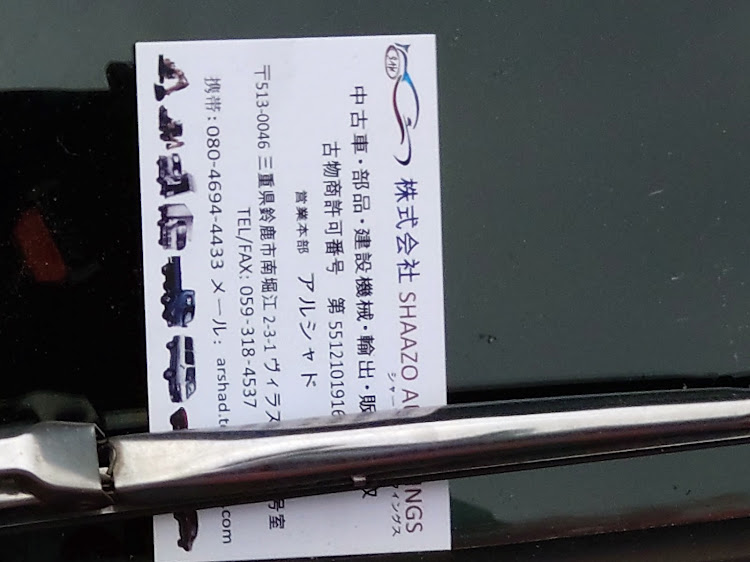 SAW
株式会社 SHAAZO AU NGS
シャー ウィングス
中古車・部品・建設機械・輸出・販 取
古物商許可番号 第 5512101916
営業本部 アルシャド
〒513-0046 三重県鈴鹿市南堀江 2-3-1 ヴィラス 号室
TEL/FAX: 059-318-4537
携帯: 080-4694-4433 メール: arshad.t .com